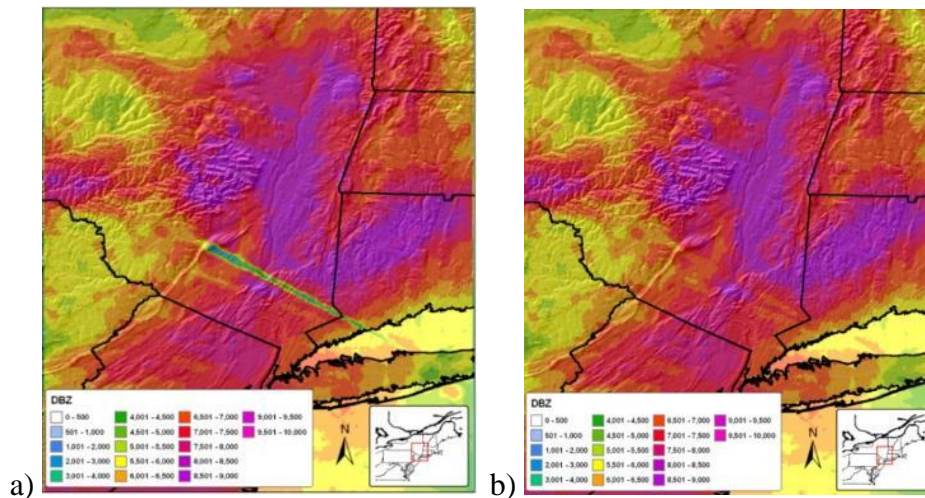 a)
DBZ
0 - 500
501 - 1,000
1,001 - 2,000
2,001 - 3,000
3,001 - 4,000
4,001 - 4,500
4,501 - 5,000
5,001 - 5,500
5,501 - 6,000
6,001 - 6,500
6,501 - 7,000
7,001 - 7,500
7,501 - 8,000
8,001 - 8,500
8,501 - 9,000
9,001 - 9,500
9,501 - 10,000
N
b)
DBZ
0 - 500
501 - 1,000
1,001 - 2,000
2,001 - 3,000
3,001 - 4,000
4,001 - 4,500
4,501 - 5,000
5,001 - 5,500
5,501 - 6,000
6,001 - 6,500
6,501 - 7,000
7,001 - 7,500
7,501 - 8,000
8,001 - 8,500
8,501 - 9,000
9,001 - 9,500
9,501 - 10,000
N